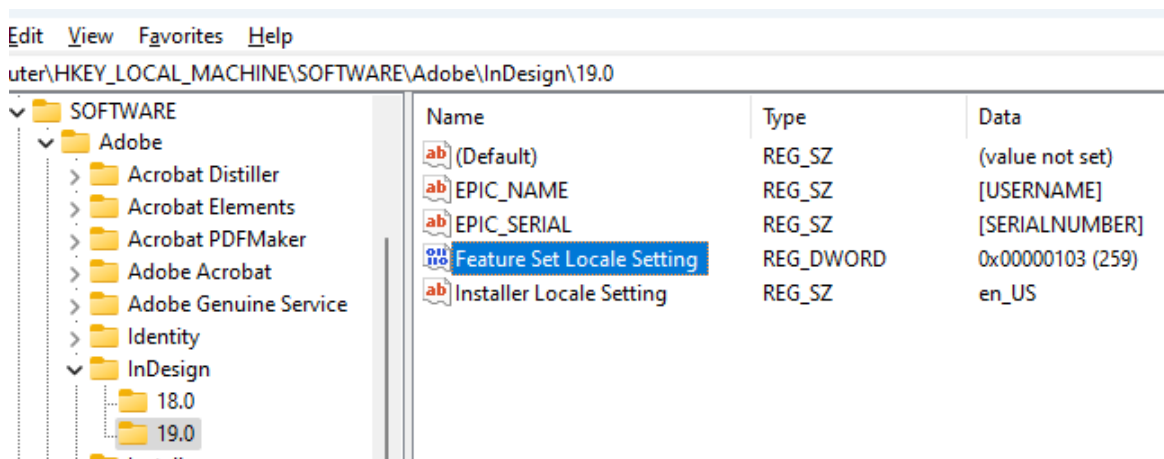 Edit View Favorites Help
uter\HKEY_LOCAL_MACHINE\SOFTWARE\Adobe\InDesign\19.0
SOFTWARE
Adobe
Acrobat Distiller
Acrobat Elements
Acrobat PDFMaker
Adobe Acrobat
Adobe Genuine Service
Identity
InDesign
18.0
19.0
Name Type Data
(Default) REG_SZ (value not set)
EPIC_NAME REG_SZ [USERNAME]
EPIC_SERIAL REG_SZ [SERIALNUMBER]
Feature Set Locale Setting REG_DWORD 0x00000103 (259)
Installer Locale Setting REG_SZ en_US